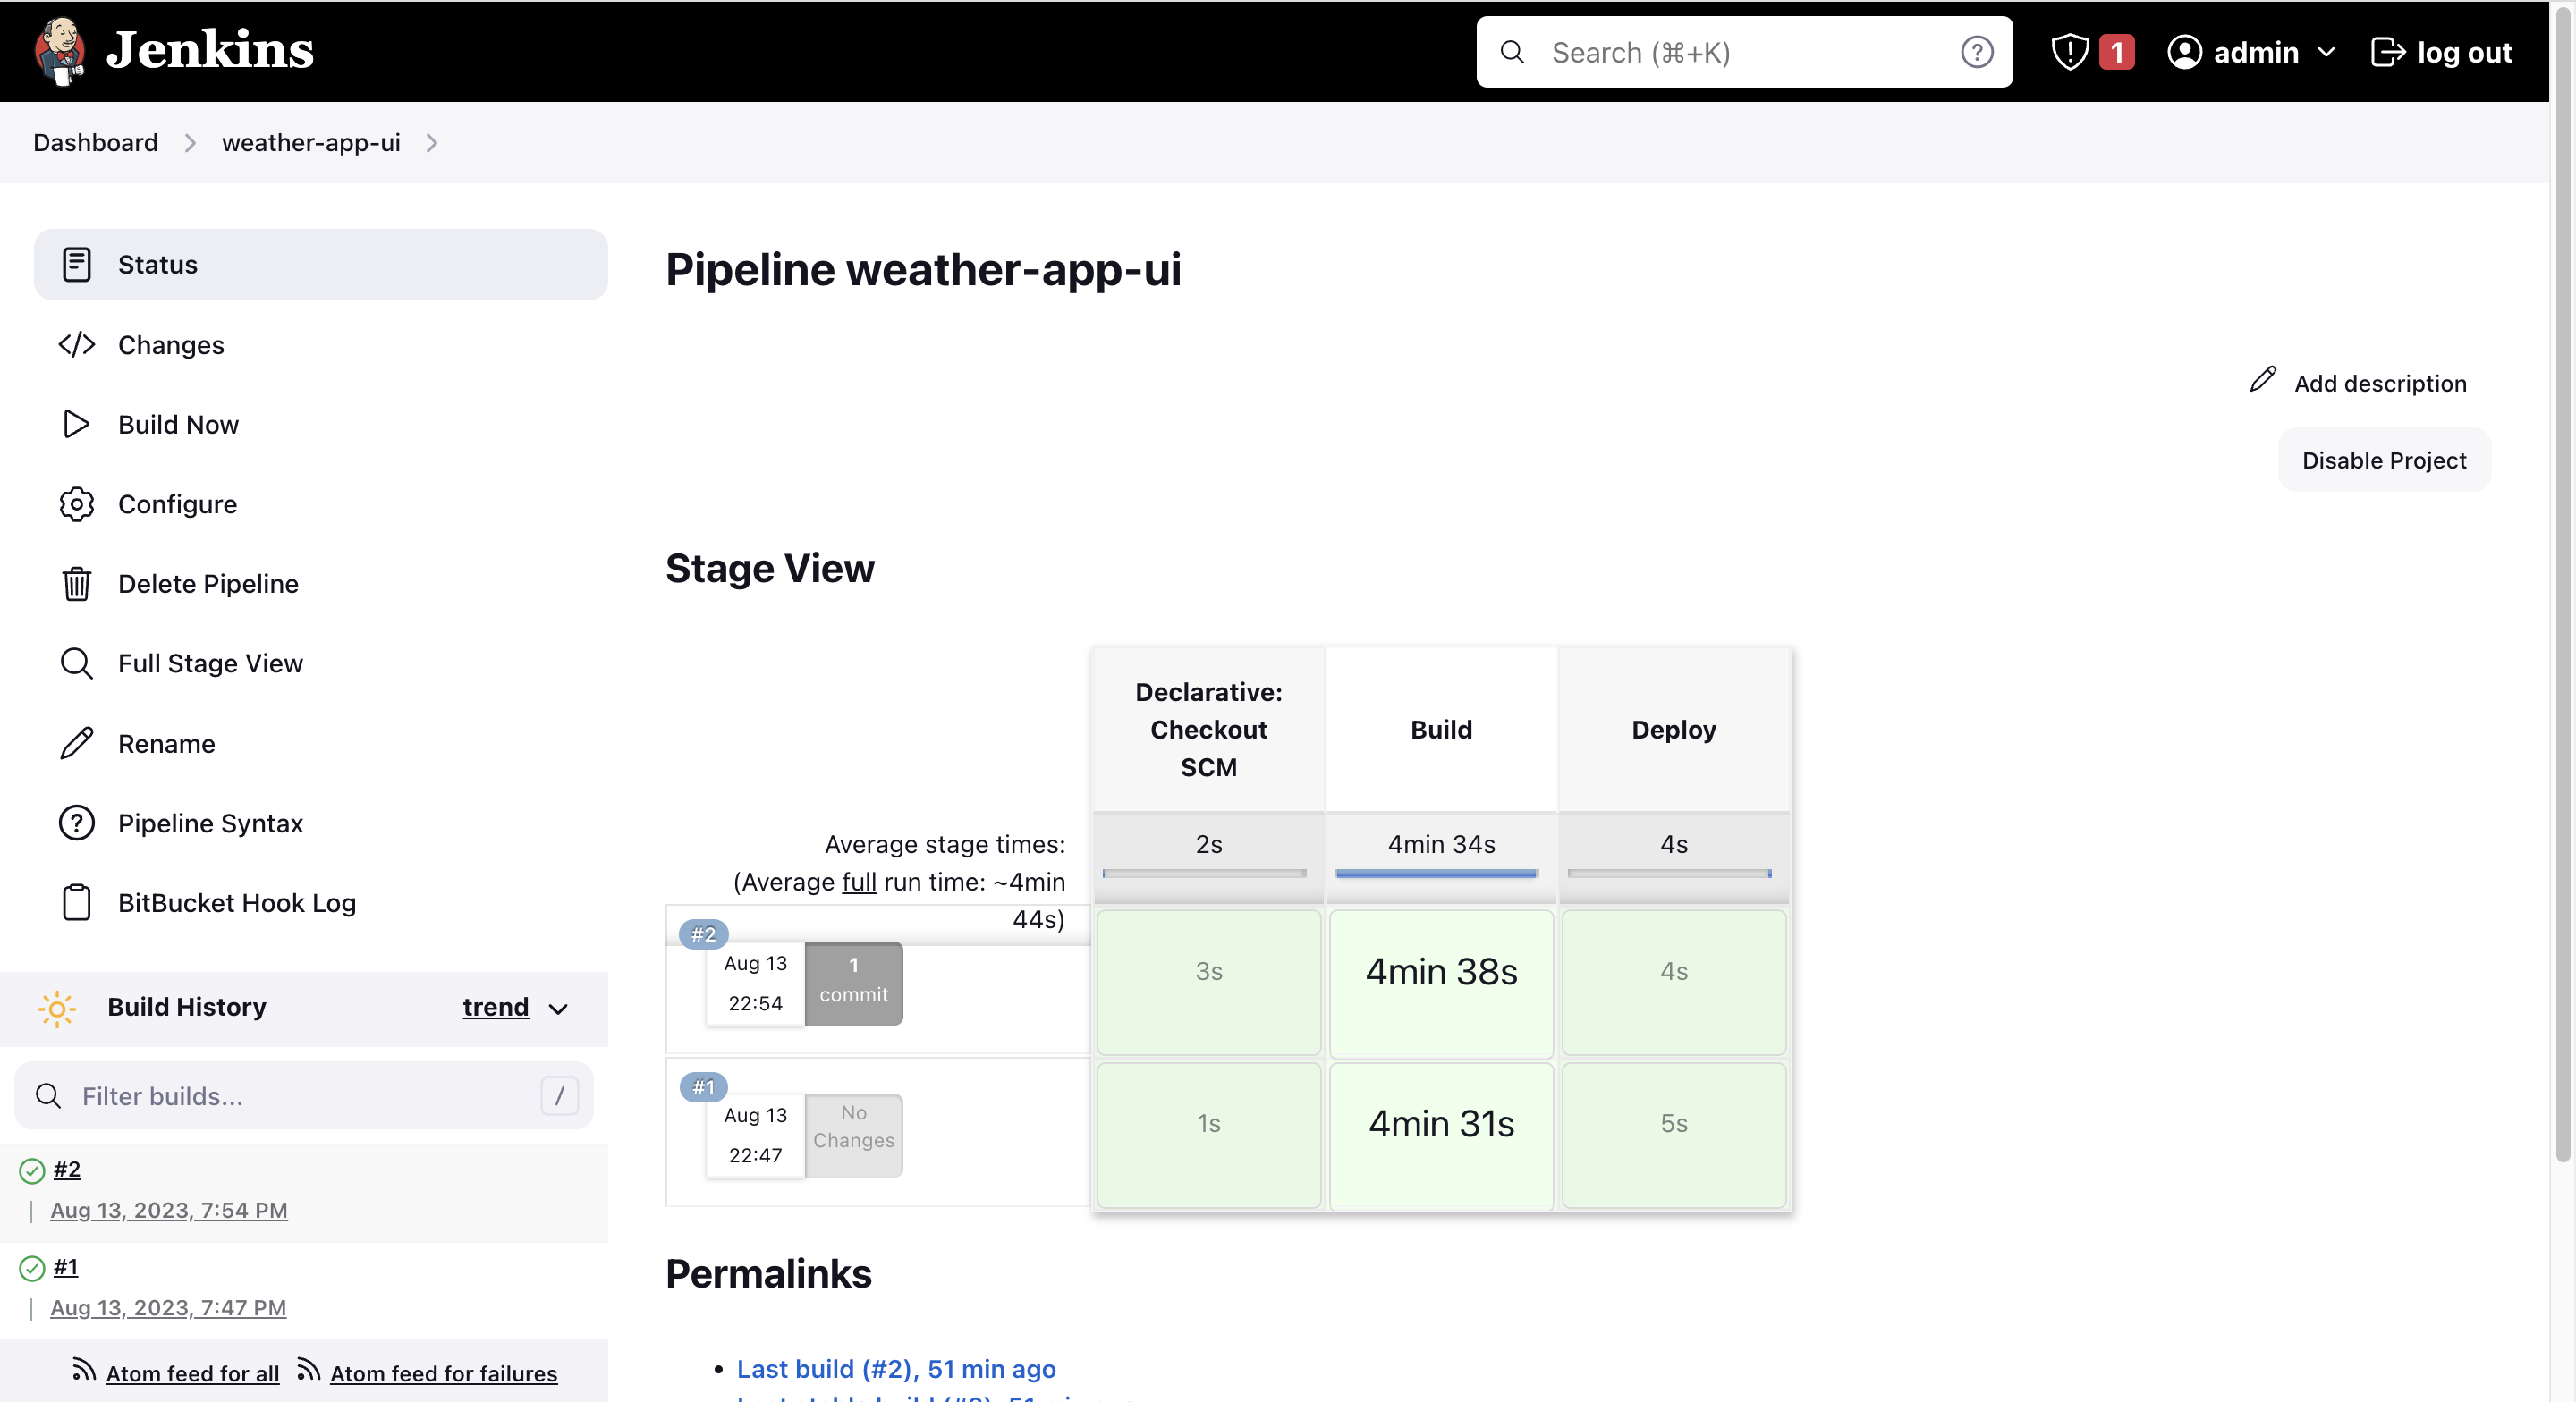 Jenkins
Search (⌘+K)
1
admin
log out
Dashboard
weather-app-ui
Status
Changes
Build Now
Configure
Delete Pipeline
Full Stage View
Rename
Pipeline Syntax
BitBucket Hook Log
Build History
trend
Filter builds...
/
#2
Aug 13, 2023, 7:54 PM
#1
Aug 13, 2023, 7:47 PM
Atom feed for all
Atom feed for failures
Pipeline weather-app-ui
Add description
Disable Project
Stage View
Declarative:
Checkout
SCM
Build
Deploy
Average stage times:
(Average full run time: ~4min
44s)
2s
4min 34s
4s
#2
Aug 13
22:54
1
commit
3s
4min 38s
4s
#1
Aug 13
22:47
No
Changes
1s
4min 31s
5s
Permalinks
Last build (#2), 51 min ago